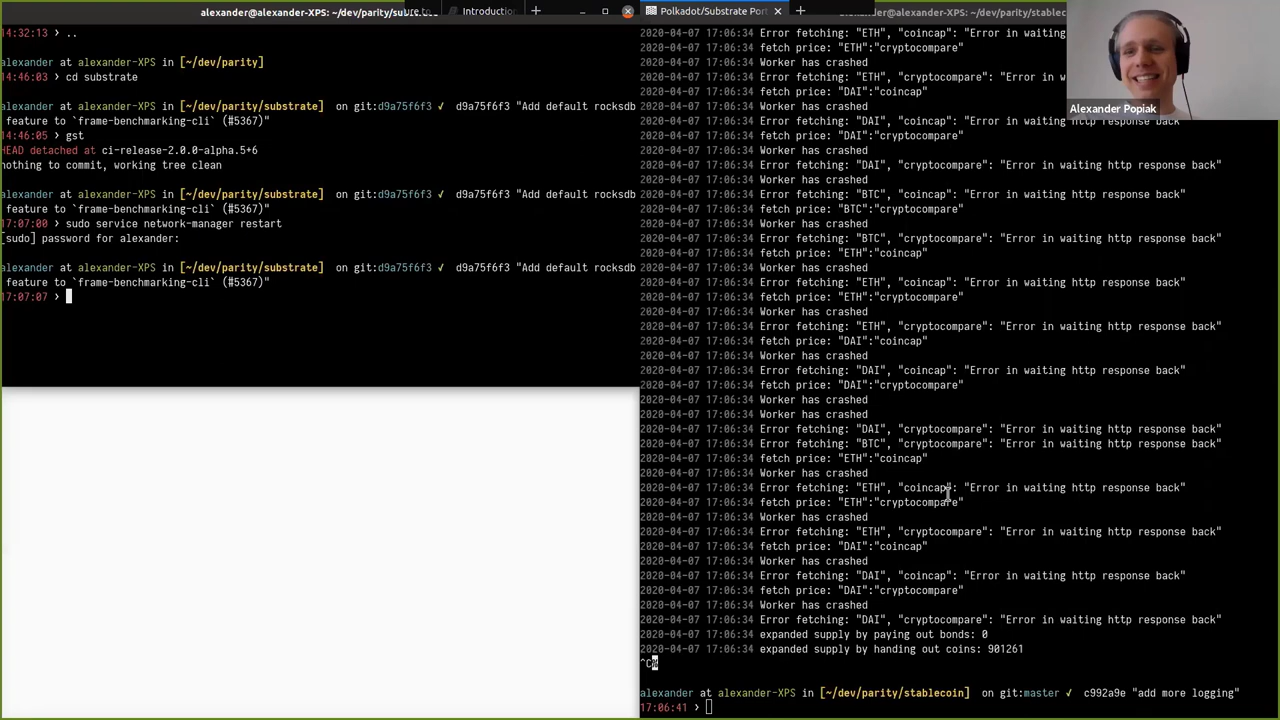 alexander@alexander-XPS: ~/dev/parity/su
Introduction
14:32:13 > ..
alexander at alexander-XPS in [~/dev/parity]
14:46:03 > cd substrate
alexander at alexander-XPS in [~/dev/parity/substrate]  on git:d9a75f6f3 ✓  d9a75f6f3 "Add default rocksdb
feature to `frame-benchmarking-cli` (#5367)"
14:46:05 > gst
HEAD detached at ci-release-2.0.0-alpha.5+6
nothing to commit, working tree clean
alexander at alexander-XPS in [~/dev/parity/substrate]  on git:d9a75f6f3 ✓  d9a75f6f3 "Add default rocksdb
feature to `frame-benchmarking-cli` (#5367)"
17:07:00 > sudo service network-manager restart
[sudo] password for alexander:
alexander at alexander-XPS in [~/dev/parity/substrate]  on git:d9a75f6f3 ✓  d9a75f6f3 "Add default rocksdb
feature to `frame-benchmarking-cli` (#5367)"
17:07:07 >
Polkadot/Substrate Port
alexander@alexander-XPS: ~/dev/parity/stablec
2020-04-07 17:06:34 Error fetching: "ETH", "coincap": "Error in waiting
2020-04-07 17:06:34 fetch price: "ETH":"cryptocompare"
2020-04-07 17:06:34 Worker has crashed
2020-04-07 17:06:34 Error fetching: "ETH", "cryptocompare": "Error in w
2020-04-07 17:06:34 fetch price: "DAI":"coincap"
2020-04-07 17:06:34 Worker has crashed
2020-04-07 17:06:34 Error fetching: "DAI", "coincap": "Error in waiting http response back"
2020-04-07 17:06:34 fetch price: "DAI":"cryptocompare"
2020-04-07 17:06:34 Worker has crashed
2020-04-07 17:06:34 Error fetching: "DAI", "cryptocompare": "Error in waiting http response back"
2020-04-07 17:06:34 Worker has crashed
2020-04-07 17:06:34 Error fetching: "BTC", "coincap": "Error in waiting http response back"
2020-04-07 17:06:34 fetch price: "BTC":"cryptocompare"
2020-04-07 17:06:34 Worker has crashed
2020-04-07 17:06:34 Error fetching: "BTC", "cryptocompare": "Error in waiting http response back"
2020-04-07 17:06:34 fetch price: "ETH":"coincap"
2020-04-07 17:06:34 Worker has crashed
2020-04-07 17:06:34 Error fetching: "ETH", "coincap": "Error in waiting http response back"
2020-04-07 17:06:34 fetch price: "ETH":"cryptocompare"
2020-04-07 17:06:34 Worker has crashed
2020-04-07 17:06:34 Error fetching: "ETH", "cryptocompare": "Error in waiting http response back"
2020-04-07 17:06:34 fetch price: "DAI":"coincap"
2020-04-07 17:06:34 Worker has crashed
2020-04-07 17:06:34 Error fetching: "DAI", "coincap": "Error in waiting http response back"
2020-04-07 17:06:34 fetch price: "DAI":"cryptocompare"
2020-04-07 17:06:34 Worker has crashed
2020-04-07 17:06:34 Worker has crashed
2020-04-07 17:06:34 Error fetching: "DAI", "cryptocompare": "Error in waiting http response back"
2020-04-07 17:06:34 Error fetching: "BTC", "cryptocompare": "Error in waiting http response back"
2020-04-07 17:06:34 fetch price: "ETH":"coincap"
2020-04-07 17:06:34 Worker has crashed
2020-04-07 17:06:34 Error fetching: "ETH", "coincap": "Error in waiting http response back"
2020-04-07 17:06:34 fetch price: "ETH":"cryptocompare"
2020-04-07 17:06:34 Worker has crashed
2020-04-07 17:06:34 Error fetching: "ETH", "cryptocompare": "Error in waiting http response back"
2020-04-07 17:06:34 fetch price: "DAI":"coincap"
2020-04-07 17:06:34 Worker has crashed
2020-04-07 17:06:34 Error fetching: "DAI", "coincap": "Error in waiting http response back"
2020-04-07 17:06:34 fetch price: "DAI":"cryptocompare"
2020-04-07 17:06:34 Worker has crashed
2020-04-07 17:06:34 Error fetching: "DAI", "cryptocompare": "Error in waiting http response back"
2020-04-07 17:06:34 expanded supply by paying out bonds: 0
2020-04-07 17:06:34 expanded supply by handing out coins: 901261
^C%
alexander at alexander-XPS in [~/dev/parity/stablecoin]  on git:master ✓  c992a9e "add more logging"
17:06:41 >
Alexander Popiak